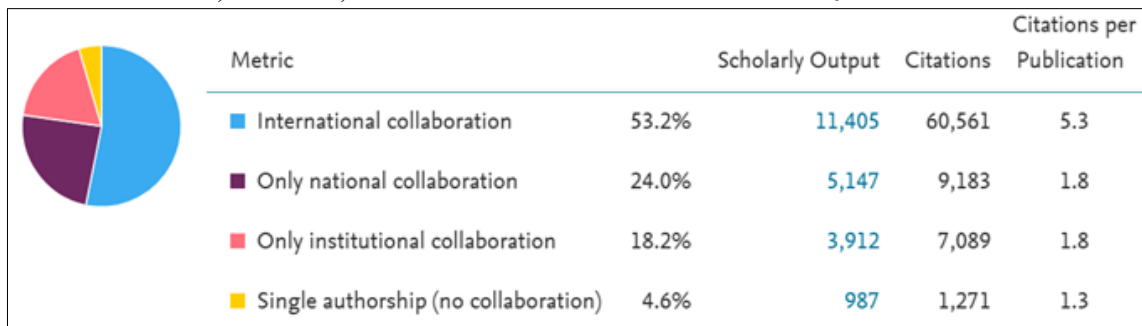 Citations per
Metric Scholarly Output Citations Publication
International collaboration 53.2% 11,405 60,561 5.3
Only national collaboration 24.0% 5,147 9,183 1.8
Only institutional collaboration 18.2% 3,912 7,089 1.8
Single authorship (no collaboration) 4.6% 987 1,271 1.3